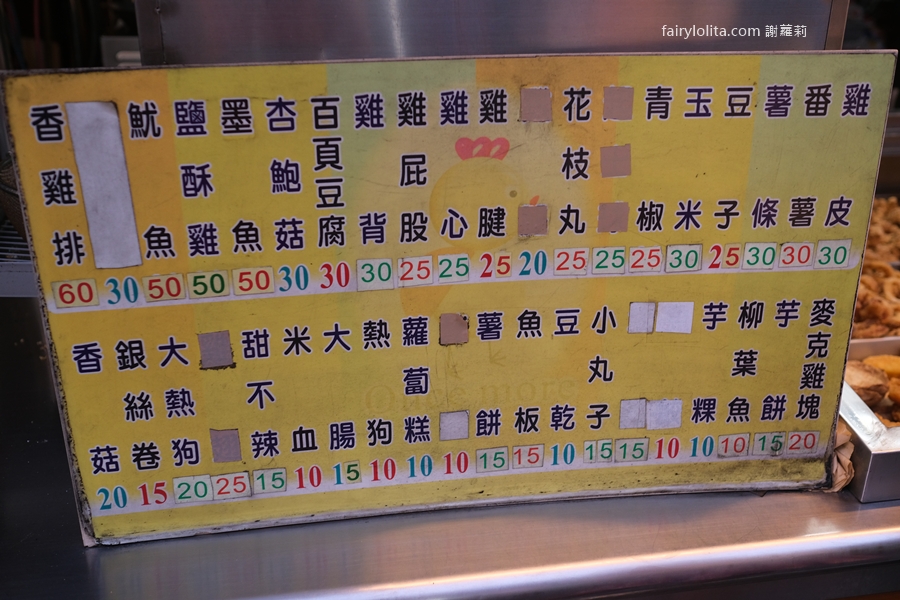 fairylolita.com 謝蘿莉
香雞排 60
30
魷魚 50
鹽酥雞 50
墨魚 50
杏鮑菇 30
百頁豆腐 30
雞背 30
雞屁股 25
雞心 25
雞腱 25
20
花枝丸 25
25
青椒 25
玉米 30
豆子 25
薯條 30
番薯 30
雞皮 30
香菇 20
銀絲卷 15
大熱狗 20
25
甜不辣 15
米血 10
大腸 15
熱狗 10
蘿蔔糕 10
10
薯餅 15
魚板 15
豆乾 10
小丸子 15
15
10
芋粿 10
柳葉魚 10
芋餅 15
麥克雞塊 20